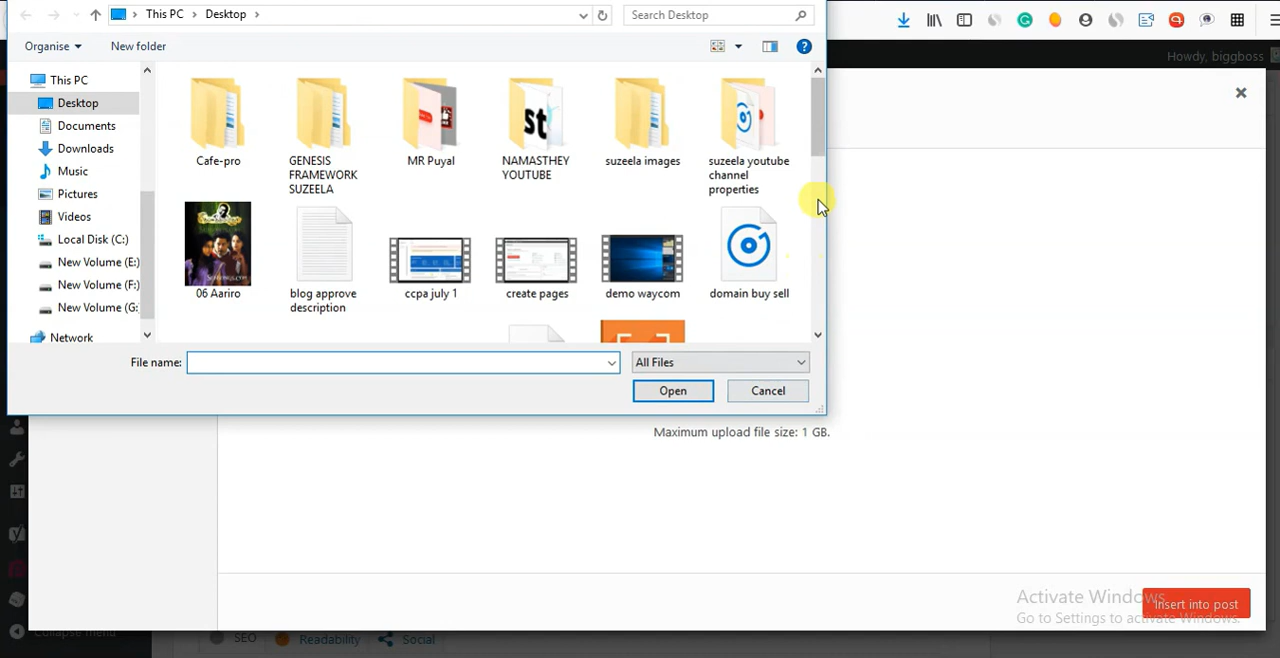 This PC
Desktop
Search Desktop
Organise
New folder
Howdy, biggboss
This PC
Desktop
Documents
Downloads
Music
Pictures
Videos
Local Disk (C:)
New Volume (E:)
New Volume (F:)
New Volume (G:
Network
Cafe-pro
GENESIS
FRAMEWORK
SUZEELA
MR Puyal
st
NAMASTHEY
YOUTUBE
suzeela images
suzeela youtube
channel
properties
06 Aariro
blog approve
description
ccpa july 1
create pages
demo waycom
domain buy sell
File name:
All Files
Open
Cancel
Maximum upload file size: 1 GB.
Activate Windows
Go to Settings to activate Windows.
Insert into post
Collapse menu
SEO
Readability
Social